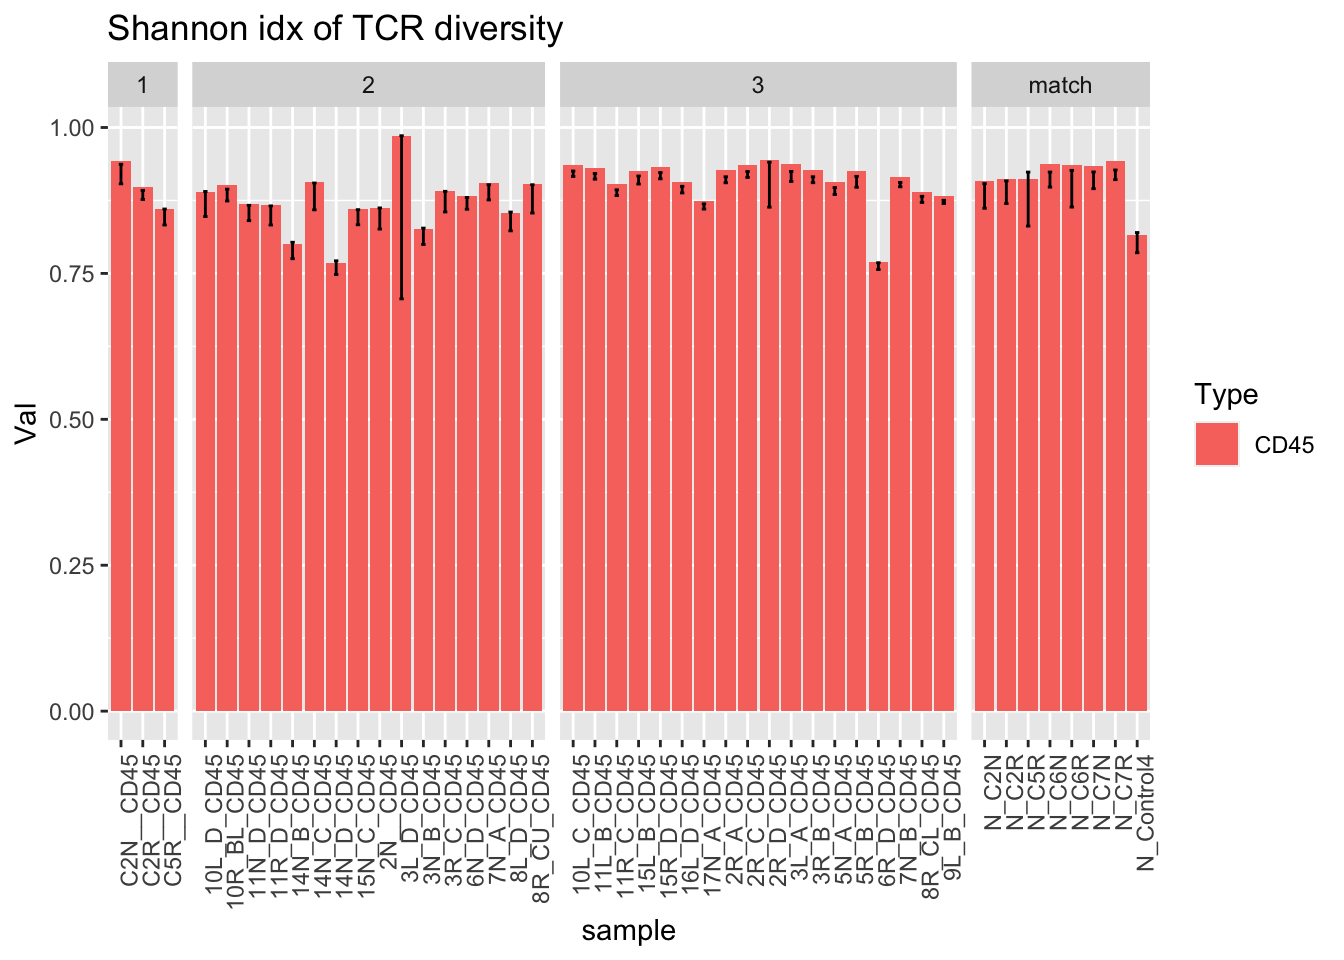 Shannon idx of TCR diversity
1
2
3
match
1.00
0.75
0.50
0.25
0.00
Val
C2N__CD45
C2R__CD45
C5R__CD45
10L_D_CD45
10R_BL_CD45
11N_D_CD45
11R_D_CD45
14N_B_CD45
14N_C_CD45
14N_D_CD45
15N_C_CD45
2N__CD45
3L_D_CD45
3N_B_CD45
3R_C_CD45
6N_D_CD45
7N_A_CD45
8L_D_CD45
8R_CU_CD45
10L_C_CD45
11L_B_CD45
11R_C_CD45
15L_B_CD45
15R_D_CD45
16L_D_CD45
17N_A_CD45
2R_A_CD45
2R_C_CD45
2R_D_CD45
3L_A_CD45
3R_B_CD45
5N_A_CD45
5R_B_CD45
6R_D_CD45
7N_B_CD45
8R_CL_CD45
9L_B_CD45
N_C2N
N_C2R
N_C5R
N_C6N
N_C6R
N_C7N
N_C7R
N_Control4
sample
Type
CD45